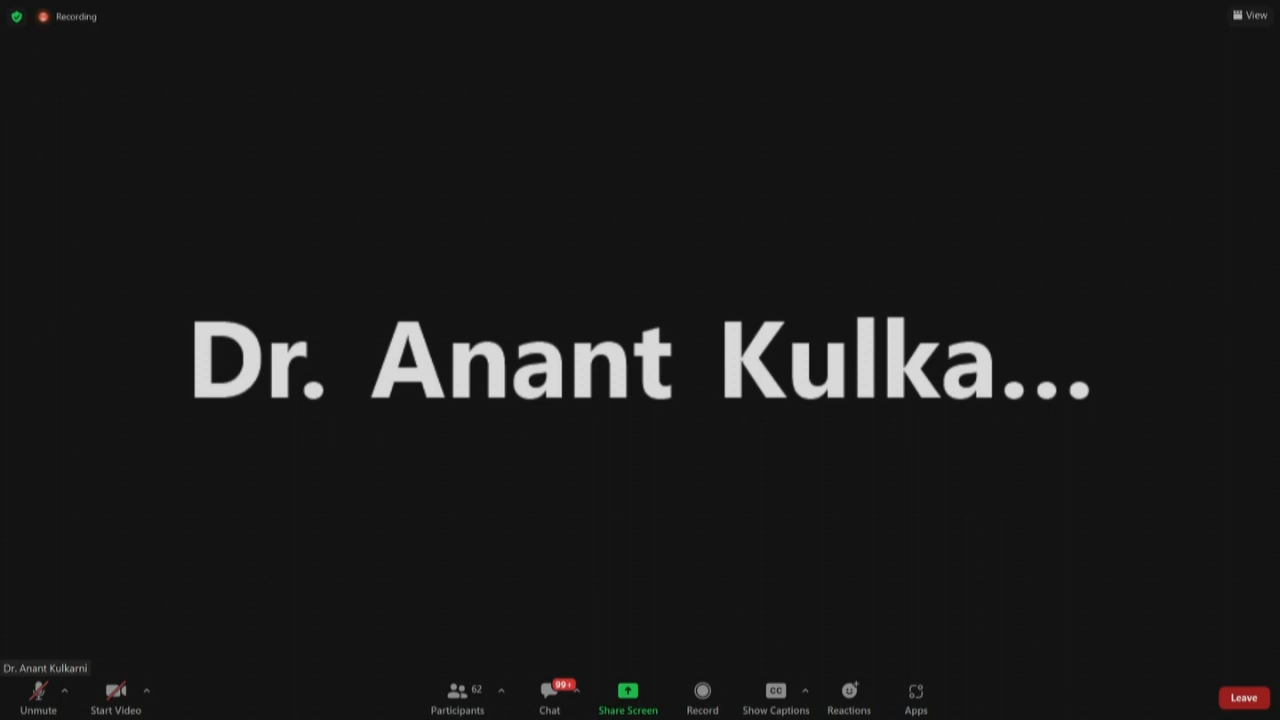 Recording
View
Dr. Anant Kulka...
Dr. Anant Kulkarni
62
99+
CC
Unmute
Start Video
Participants
Chat
Share Screen
Record
Show Captions
Reactions
Apps
Leave